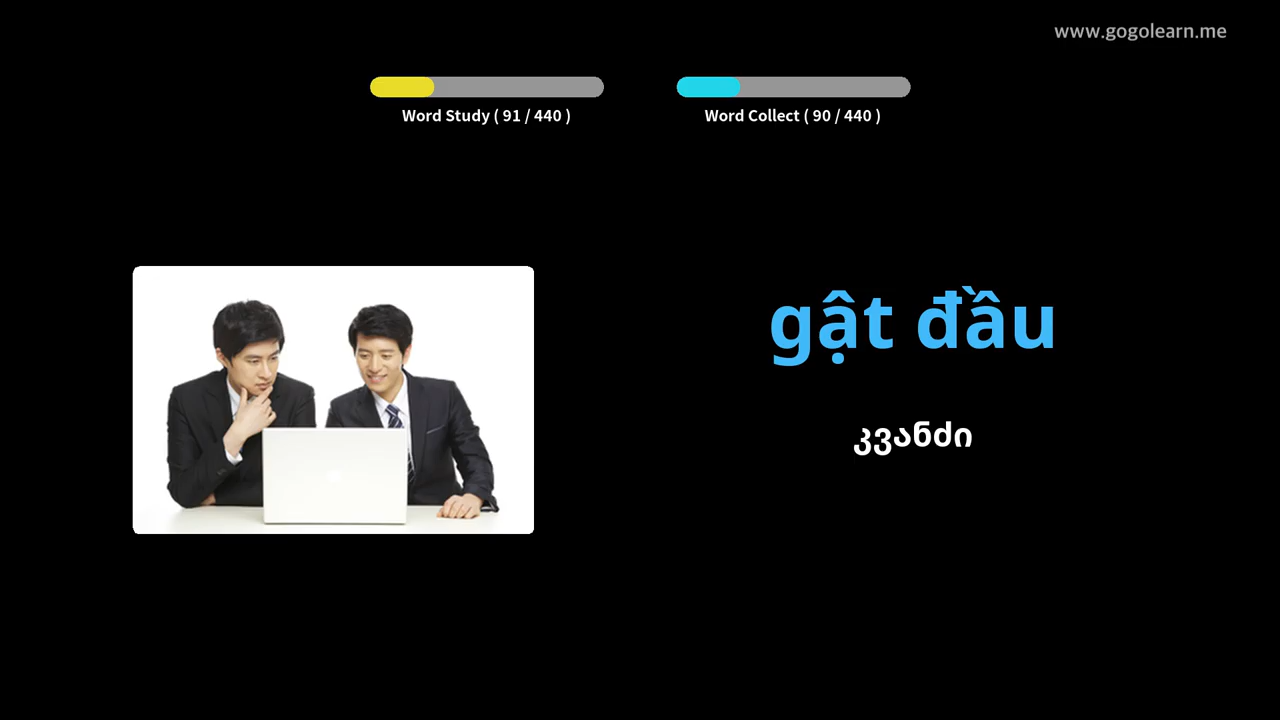 www.gogolearn.me
Word Study ( 91 / 440 )
Word Collect ( 90 / 440 )
gật đầu
კვანძი